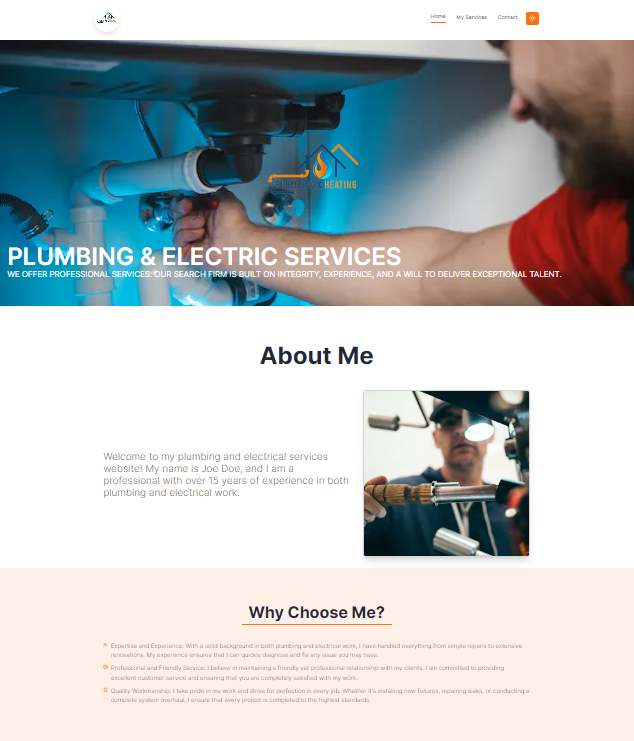 Home My Services Contact
HEATING
PLUMBING & ELECTRIC SERVICES
WE OFFER PROFESSIONAL SERVICES: OUR SEARCH FIRM IS BUILT ON INTEGRITY, EXPERIENCE, AND A WILL TO DELIVER EXCEPTIONAL TALENT.
About Me
Welcome to my plumbing and electrical services
website! My name is Joe Doe, and I am a
professional with over 15 years of experience in both
plumbing and electrical work.
Why Choose Me?
Expertise and Experience: With a solid background in both plumbing and electrical work, I have handled everything from simple repairs to extensive
renovations. My experience ensures that I can quickly diagnose and fix any issue you may have.
Professional and Friendly Service: I believe in maintaining a friendly yet professional relationship with my clients. I am committed to providing
excellent customer service and ensuring that you are completely satisfied with my work.
Quality Workmanship: I take pride in my work and strive for perfection in every job. Whether it's installing new fixtures, repairing leaks, or conducting a
complete system overhaul, I ensure that every project is completed to the highest standards.